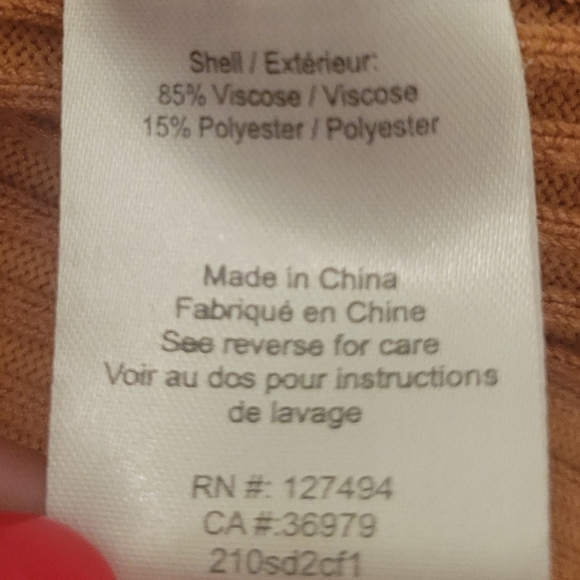 Shell / Extérieur:
85% Viscose / Viscose
15% Polyester / Polyester
Made in China
Fabriqué en Chine
See reverse for care
Voir au dos pour instructions
de lavage
RN #: 127494
CA #:36979
210sd2cf1